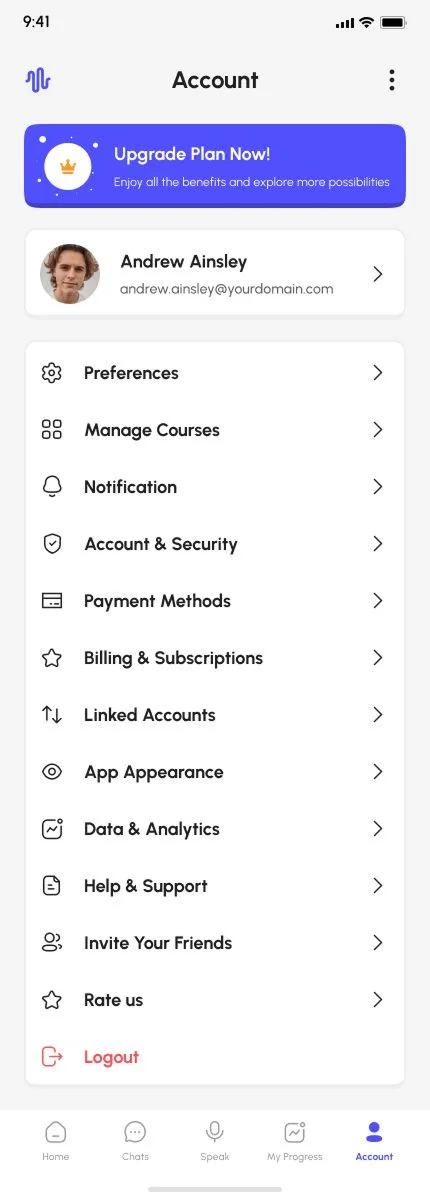 9:41
Account
Upgrade Plan Now!
Enjoy all the benefits and explore more possibilities
Andrew Ainsley
andrew.ainsley@yourdomain.com
Preferences
Manage Courses
Notification
Account & Security
Payment Methods
Billing & Subscriptions
Linked Accounts
App Appearance
Data & Analytics
Help & Support
Invite Your Friends
Rate us
Logout
Home Chats Speak My Progress Account